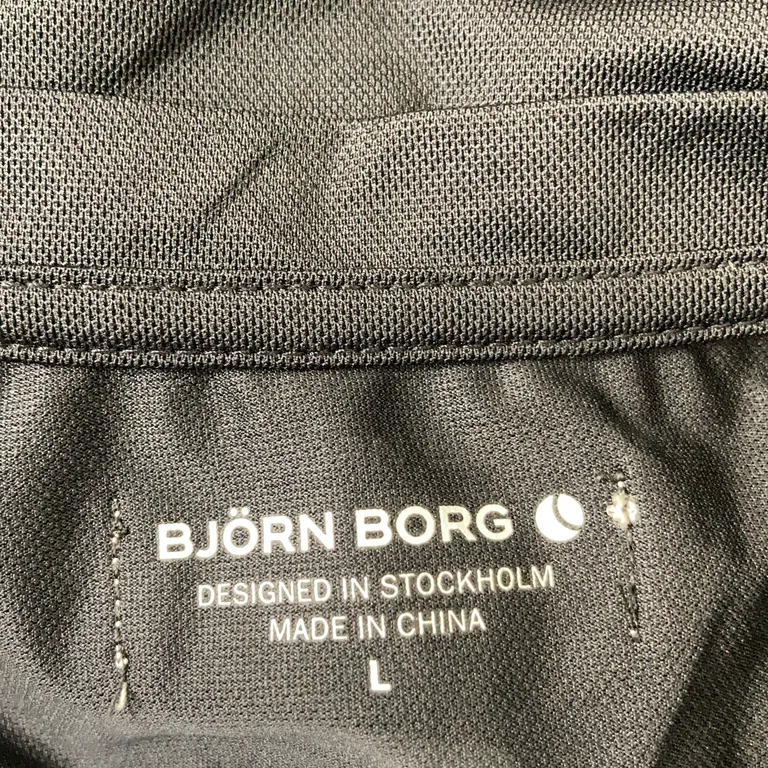 BJÖRN BORG
DESIGNED IN STOCKHOLM
MADE IN CHINA
L